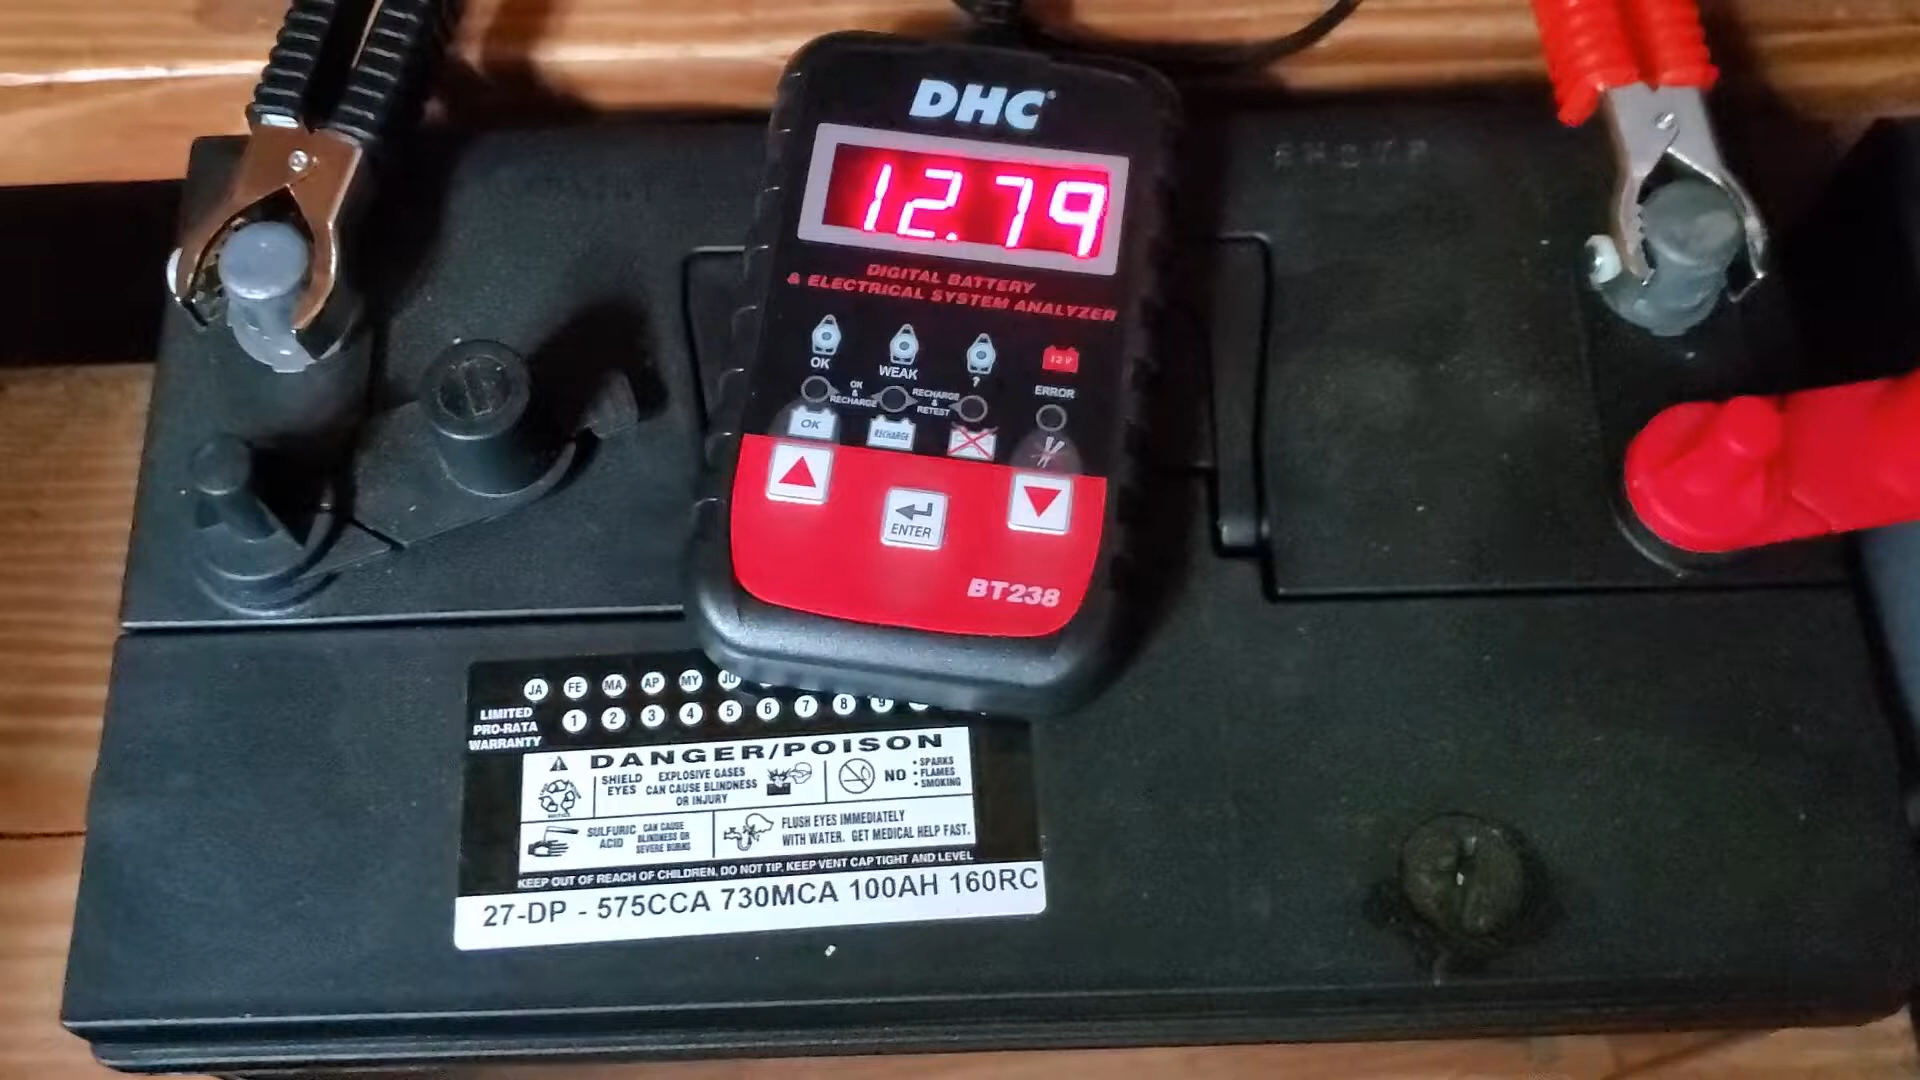 DHC
12.79
DIGITAL BATTERY
& ELECTRICAL SYSTEM ANALYZER
OK
WEAK
?
12 V
ERROR
OK
&
RECHARGE
RECHARGE
&
RETEST
OK
RECHARGE
ENTER
BT238
JA FE MA AP MY JU
1 2 3 4 5 6 7 8 9
LIMITED
PRO-RATA
WARRANTY
DANGER/POISON
SHIELD
EYES
EXPLOSIVE GASES
CAN CAUSE BLINDNESS
OR INJURY
NO
• SPARKS
• FLAMES
• SMOKING
SULFURIC
ACID
CAN CAUSE
BLINDNESS OR
SEVERE BURNS
FLUSH EYES IMMEDIATELY
WITH WATER. GET MEDICAL HELP FAST.
KEEP OUT OF REACH OF CHILDREN. DO NOT TIP. KEEP VENT CAP TIGHT AND LEVEL
27-DP - 575CCA 730MCA 100AH 160RC